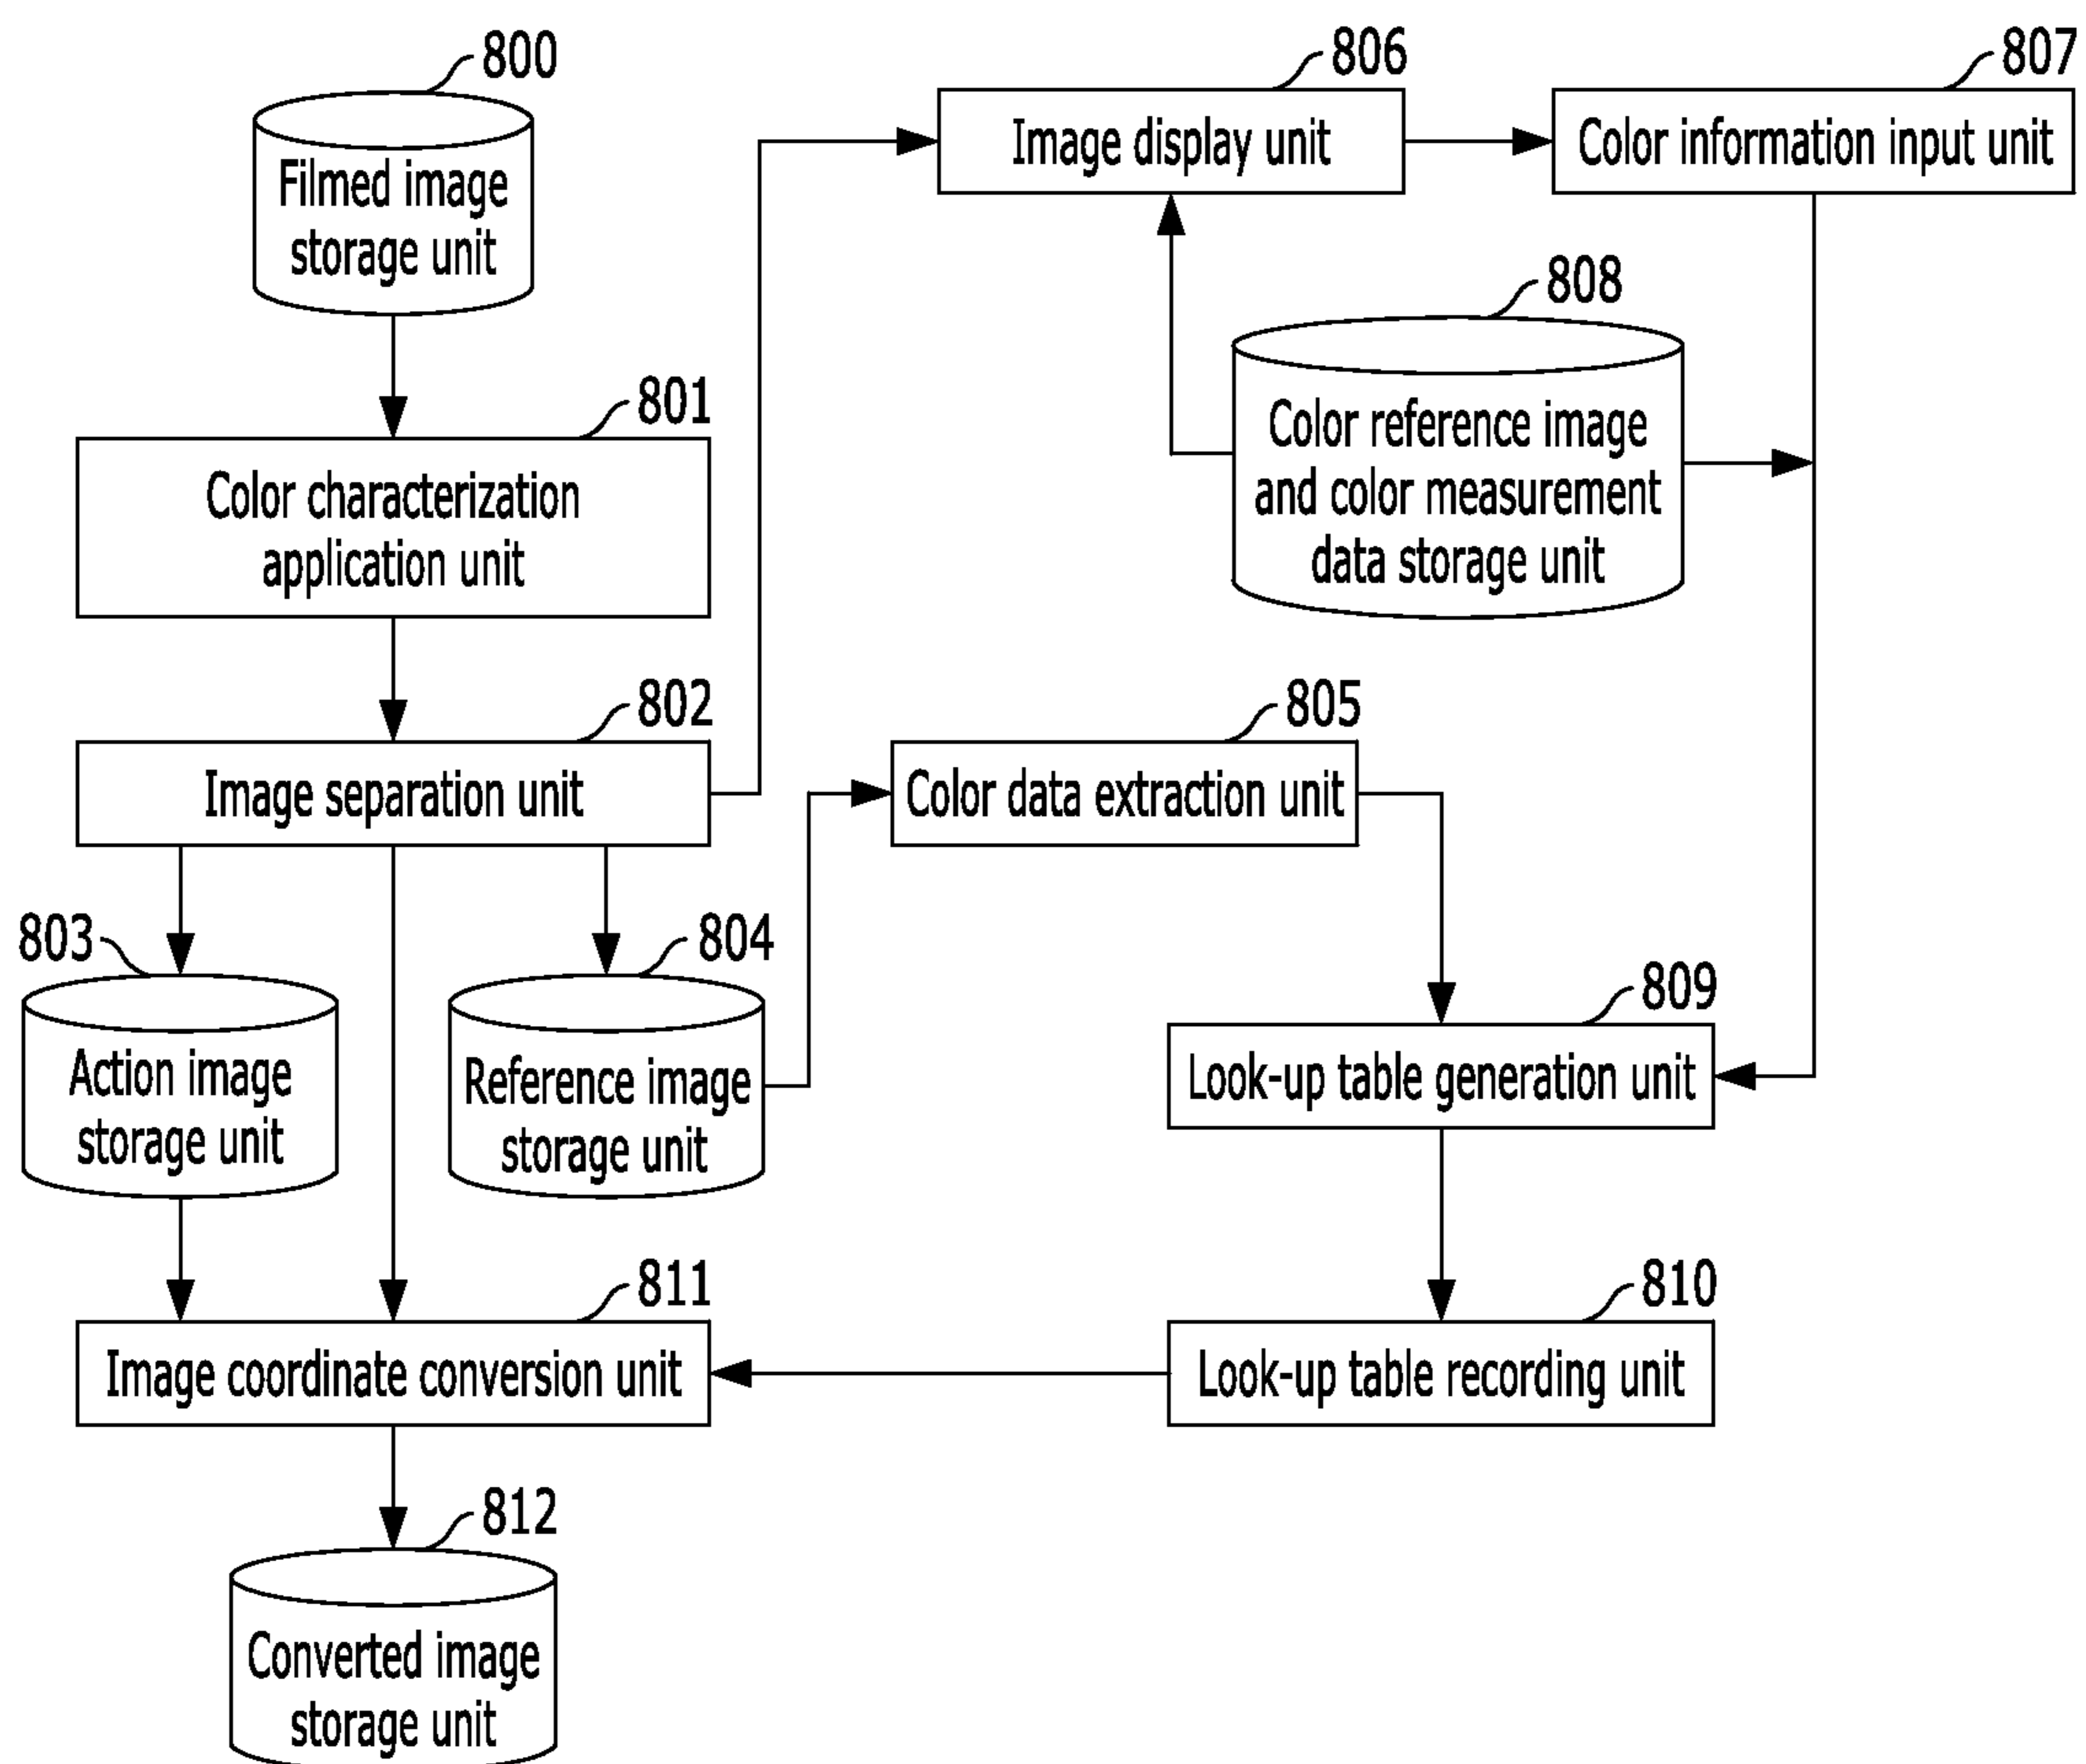 800
Filmed image
storage unit
801
Color characterization
application unit
802
Image separation unit
803
Action image
storage unit
804
Reference image
storage unit
805
Color data extraction unit
806
Image display unit
807
Color information input unit
808
Color reference image
and color measurement
data storage unit
809
Look-up table generation unit
810
Look-up table recording unit
811
Image coordinate conversion unit
812
Converted image
storage unit